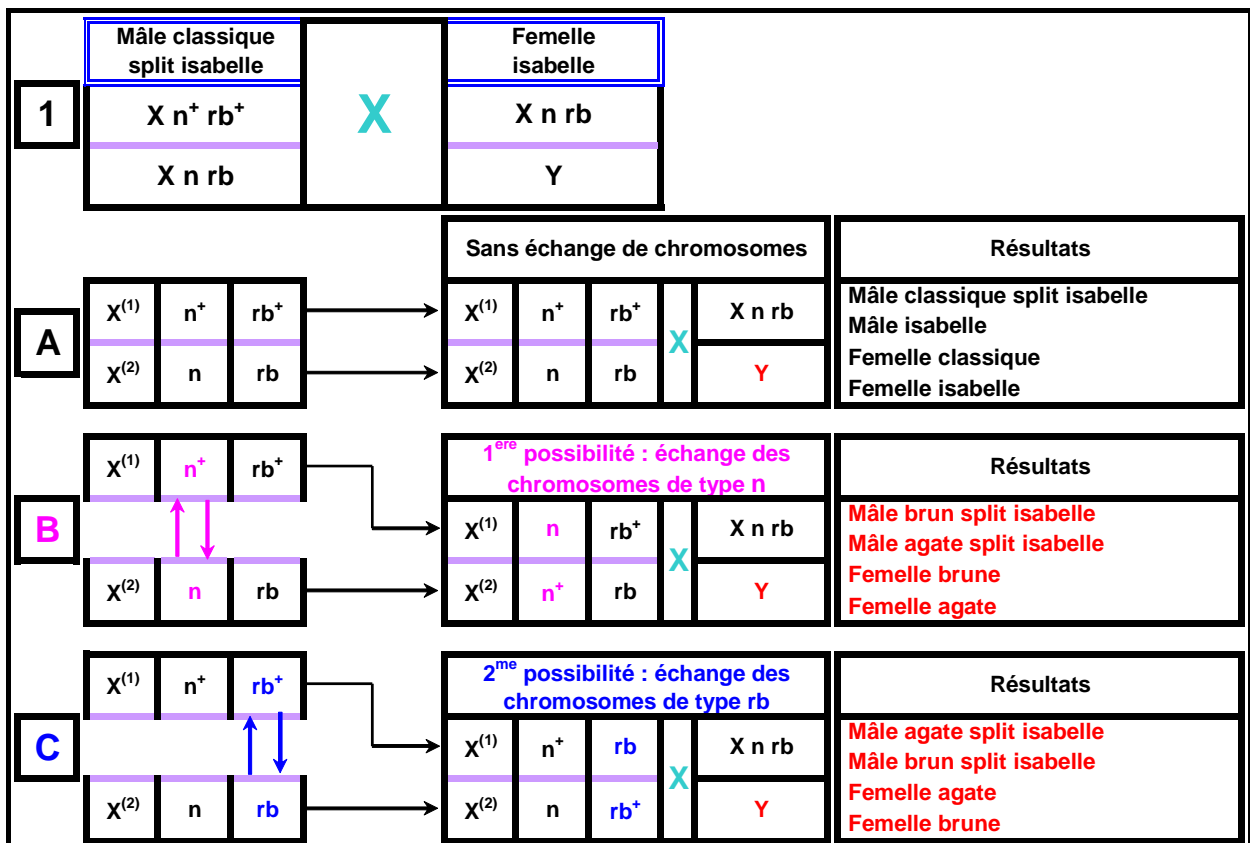 Mâle classique
split isabelle
Femelle
isabelle
1
X n⁺ rb⁺
X
X n rb
X n rb
Y
Sans échange de chromosomes
Résultats
A
X⁽¹⁾ n⁺ rb⁺
X⁽¹⁾ n⁺ rb⁺
X
X n rb
X⁽²⁾ n rb
X⁽²⁾ n rb
Y
Mâle classique split isabelle
Mâle isabelle
Femelle classique
Femelle isabelle
B
X⁽¹⁾ n⁺ rb⁺
X⁽²⁾ n rb
1ere possibilité : échange des
chromosomes de type n
Résultats
X⁽¹⁾ n rb⁺
X
X n rb
X⁽²⁾ n⁺ rb
Y
Mâle brun split isabelle
Mâle agate split isabelle
Femelle brune
Femelle agate
C
X⁽¹⁾ n⁺ rb⁺
X⁽²⁾ n rb
2me possibilité : échange des
chromosomes de type rb
Résultats
X⁽¹⁾ n⁺ rb
X
X n rb
X⁽²⁾ n rb⁺
Y
Mâle agate split isabelle
Mâle brun split isabelle
Femelle agate
Femelle brune